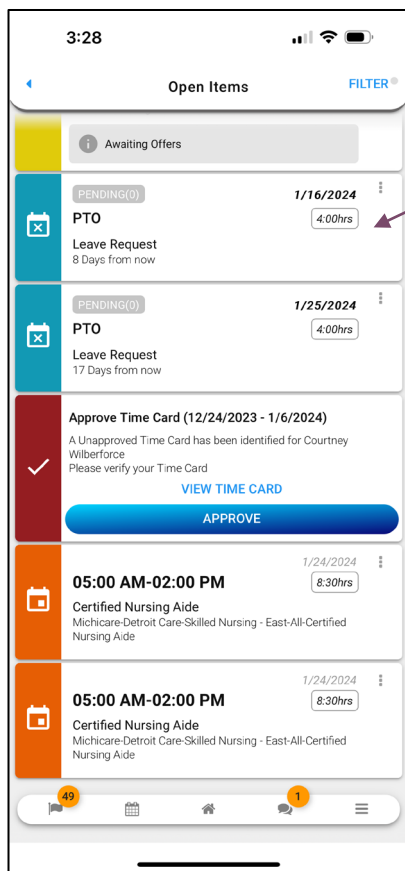 3:28
Open Items
FILTER
Awaiting Offers
PENDING(0)
1/16/2024
PTO
4:00hrs
Leave Request
8 Days from now
PENDING(0)
1/25/2024
PTO
4:00hrs
Leave Request
17 Days from now
Approve Time Card (12/24/2023 - 1/6/2024)
A Unapproved Time Card has been identified for Courtney
Wilberforce
Please verify your Time Card
VIEW TIME CARD
APPROVE
1/24/2024
05:00 AM-02:00 PM
8:30hrs
Certified Nursing Aide
Michicare-Detroit Care-Skilled Nursing - East-All-Certified
Nursing Aide
1/24/2024
05:00 AM-02:00 PM
8:30hrs
Certified Nursing Aide
Michicare-Detroit Care-Skilled Nursing - East-All-Certified
Nursing Aide
49
1